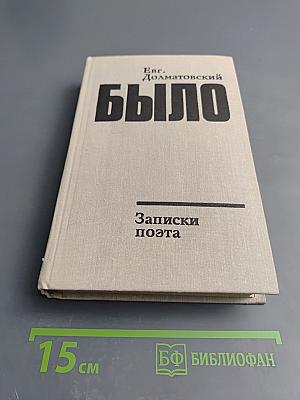 Евг.
Долматовский
БЫЛО
Записки
поэта
15 см
БФ БИБЛИОФАН